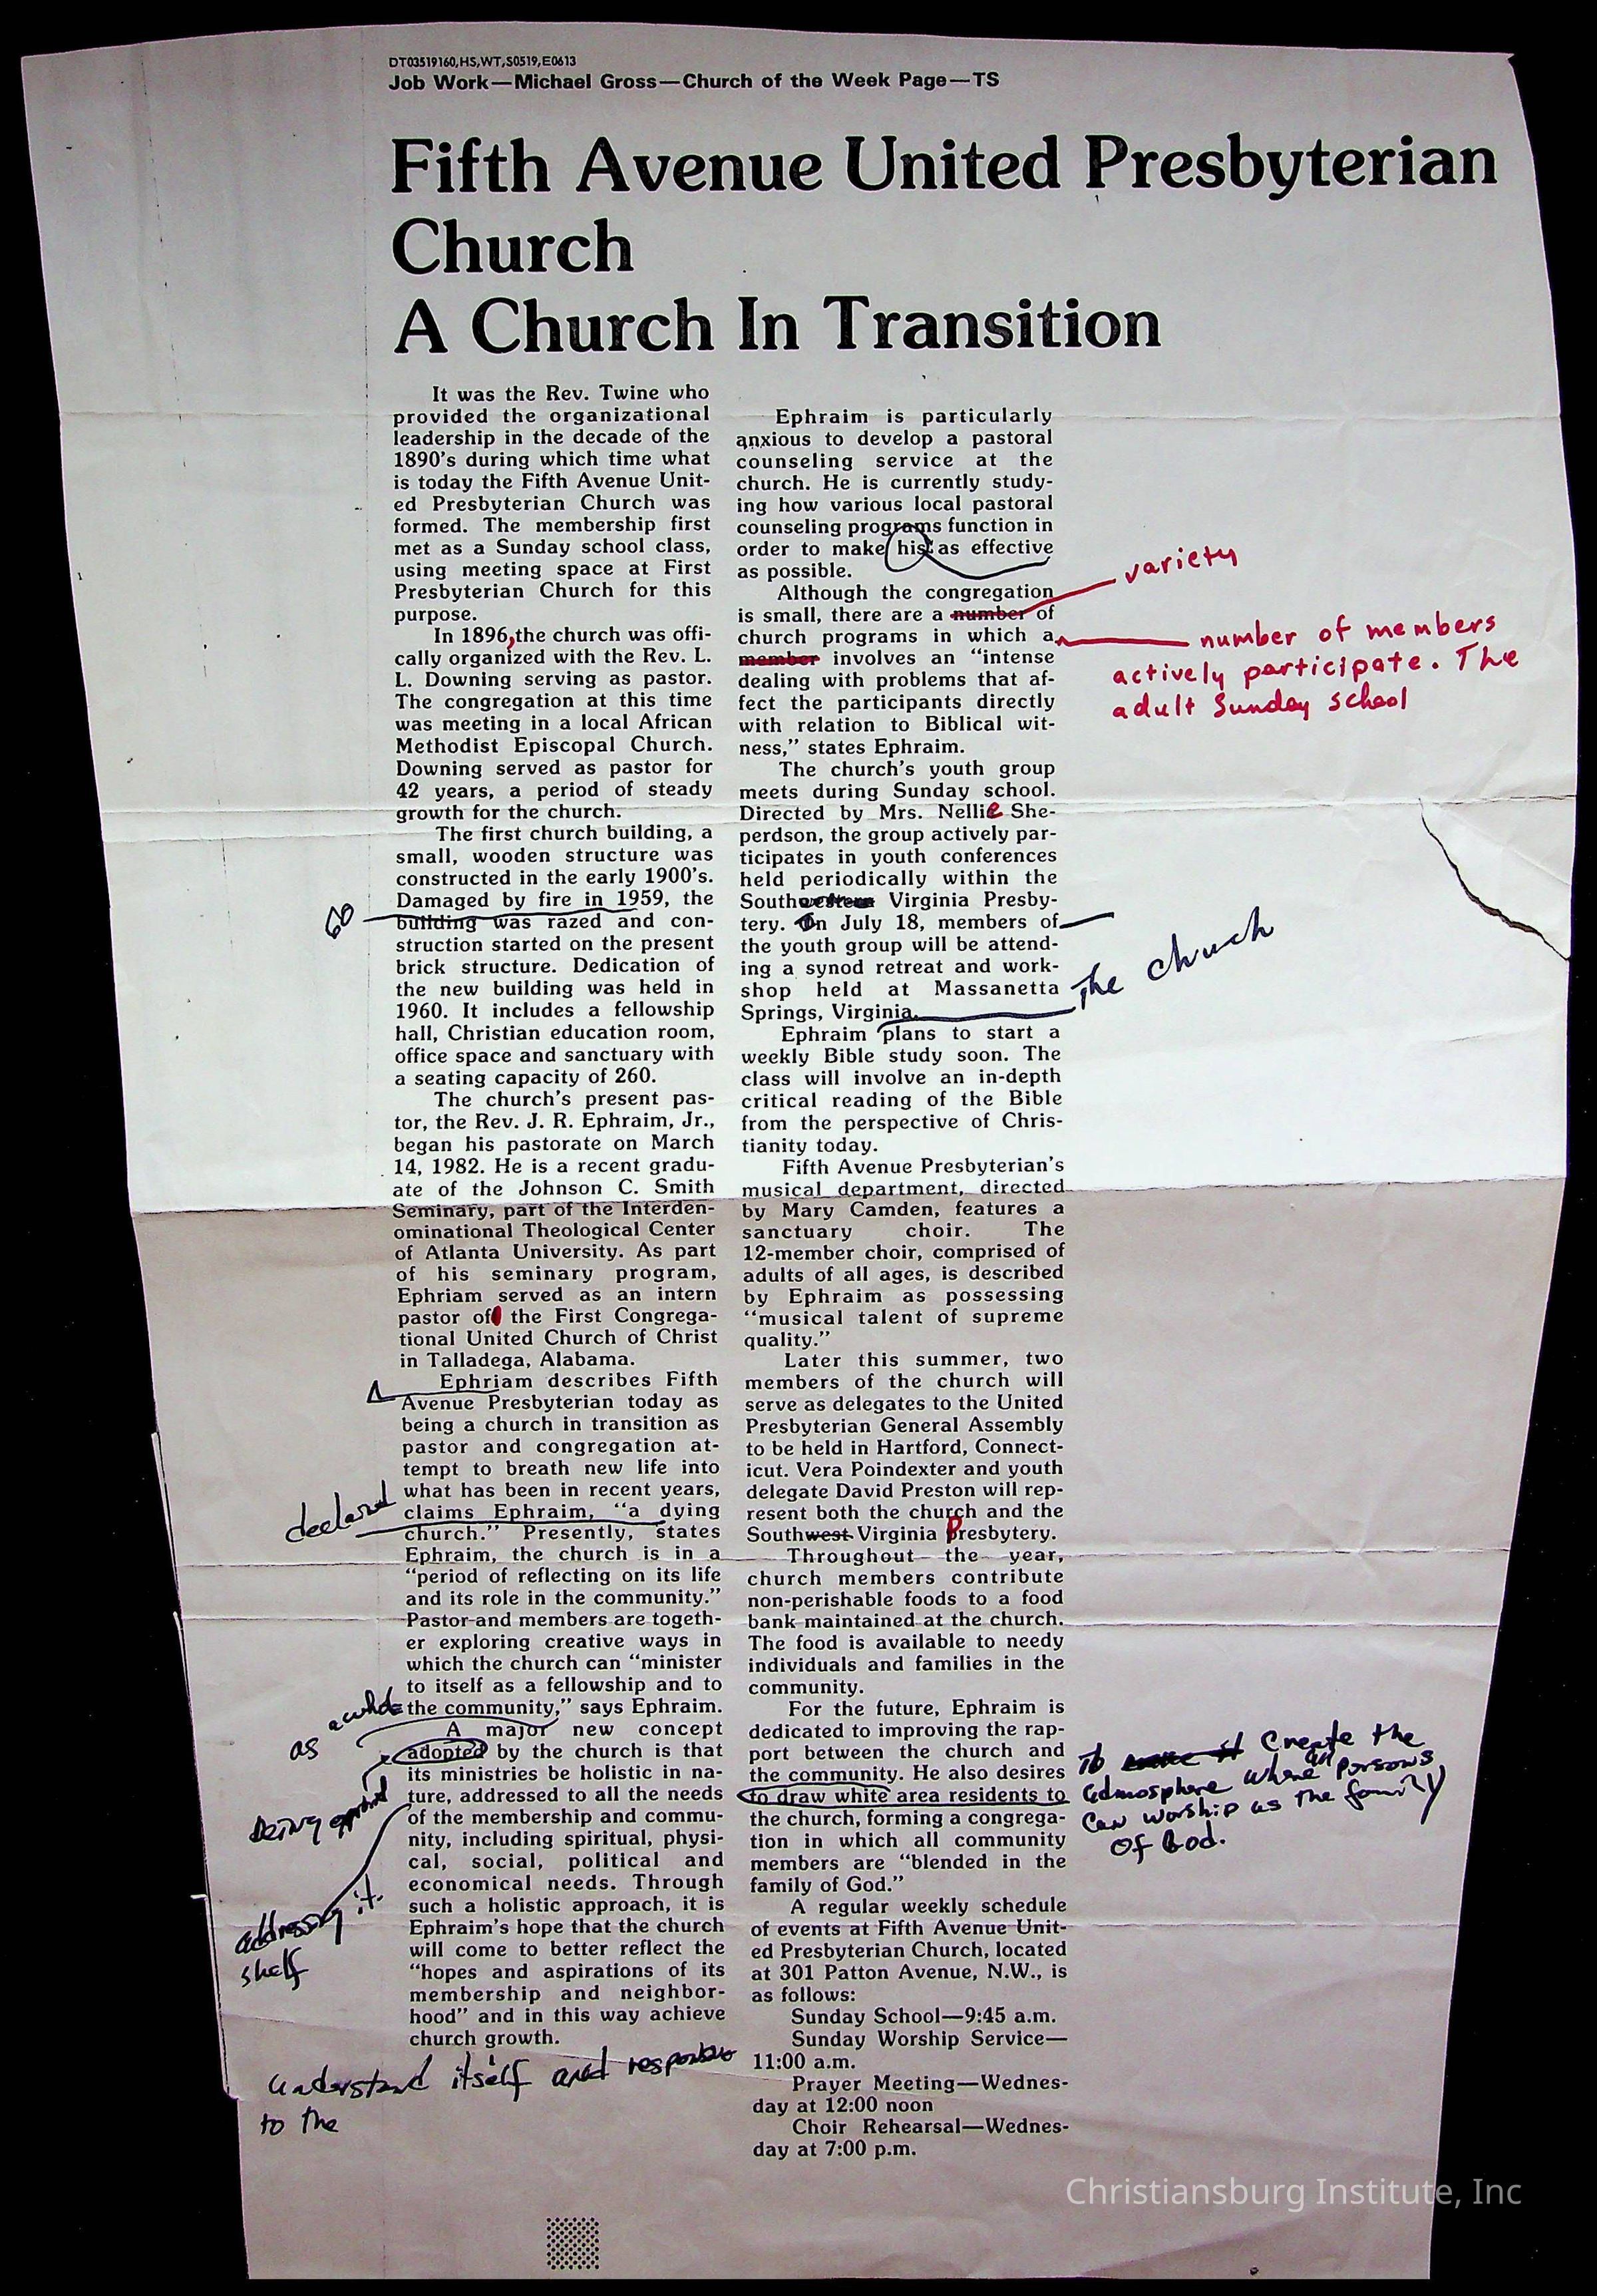 DT03519160,HS,WT,S0519,E0613
Job Work—Michael Gross—Church of the Week Page—TS
Fifth Avenue United Presbyterian
Church
A Church In Transition
It was the Rev. Twine who
provided the organizational
leadership in the decade of the
1890's during which time what
is today the Fifth Avenue Unit-
ed Presbyterian Church was
formed. The membership first
met as a Sunday school class,
using meeting space at First
Presbyterian Church for this
purpose.
In 1896, the church was offi-
cally organized with the Rev. L.
L. Downing serving as pastor.
The congregation at this time
was meeting in a local African
Methodist Episcopal Church.
Downing served as pastor for
42 years, a period of steady
growth for the church.
The first church building, a
small, wooden structure was
constructed in the early 1900's.
Damaged by fire in 1959, the
building was razed and con-
struction started on the present
brick structure. Dedication of
the new building was held in
1960. It includes a fellowship
hall, Christian education room,
office space and sanctuary with
a seating capacity of 260.
The church's present pas-
tor, the Rev. J. R. Ephraim, Jr.,
began his pastorate on March
14, 1982. He is a recent gradu-
ate of the Johnson C. Smith
Seminary, part of the Interden-
ominational Theological Center
of Atlanta University. As part
of his seminary program,
Ephriam served as an intern
pastor of the First Congrega-
tional United Church of Christ
in Talladega, Alabama.
Ephriam describes Fifth
Avenue Presbyterian today as
being a church in transition as
pastor and congregation at-
tempt to breath new life into
what has been in recent years,
claims Ephraim, "a dying
church." Presently, states
Ephraim, the church is in a
"period of reflecting on its life
and its role in the community."
Pastor and members are togeth-
er exploring creative ways in
which the church can "minister
to itself as a fellowship and to
the community," says Ephraim.
A major new concept
adopted by the church is that
its ministries be holistic in na-
ture, addressed to all the needs
of the membership and commu-
nity, including spiritual, physi-
cal, social, political and
economical needs. Through
such a holistic approach, it is
Ephraim's hope that the church
will come to better reflect the
"hopes and aspirations of its
membership and neighbor-
hood" and in this way achieve
church growth.
60
declared
as a whole
being
addressing it
shelf
understand itself and response
to the
Ephraim is particularly
anxious to develop a pastoral
counseling service at the
church. He is currently study-
ing how various local pastoral
counseling programs function in
order to make his as effective
as possible.
Although the congregation
is small, there are a number of
church programs in which a
member involves an "intense
dealing with problems that af-
fect the participants directly
with relation to Biblical wit-
ness," states Ephraim.
The church's youth group
meets during Sunday school.
Directed by Mrs. Nellie She-
perdson, the group actively par-
ticipates in youth conferences
held periodically within the
Southwestern Virginia Presby-
tery. On July 18, members of
the youth group will be attend-
ing a synod retreat and work-
shop held at Massanetta
Springs, Virginia.
Ephraim plans to start a
weekly Bible study soon. The
class will involve an in-depth
critical reading of the Bible
from the perspective of Chris-
tianity today.
Fifth Avenue Presbyterian's
musical department, directed
by Mary Camden, features a
sanctuary choir. The
12-member choir, comprised of
adults of all ages, is described
by Ephraim as possessing
"musical talent of supreme
quality."
Later this summer, two
members of the church will
serve as delegates to the United
Presbyterian General Assembly
to be held in Hartford, Connect-
icut. Vera Poindexter and youth
delegate David Preston will rep-
resent both the church and the
Southwest Virginia Presbytery.
Throughout the year,
church members contribute
non-perishable foods to a food
bank maintained at the church.
The food is available to needy
individuals and families in the
community.
For the future, Ephraim is
dedicated to improving the rap-
port between the church and
the community. He also desires
to draw white area residents to
the church, forming a congrega-
tion in which all community
members are "blended in the
family of God."
A regular weekly schedule
of events at Fifth Avenue Unit-
ed Presbyterian Church, located
at 301 Patton Avenue, N.W., is
as follows:
Sunday School—9:45 a.m.
Sunday Worship Service—
11:00 a.m.
Prayer Meeting—Wednes-
day at 12:00 noon
Choir Rehearsal—Wednes-
day at 7:00 p.m.
variety
number of members
actively participate. The
adult Sunday school
The church
To Create the
admosphere where all persons
can worship as the family
of God.
Christiansburg Institute, Inc